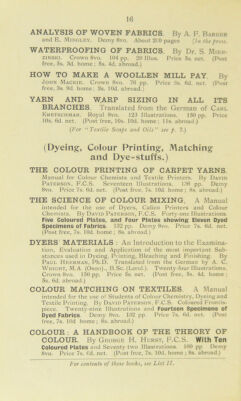 16
ANALYSIS OF WOVEN FABRICS. By A. F. BARKER
and E. MIDGLEY. Demy 8vo. About 200 pages [In the press.
WATERPROOFING OF FABRICS. By Dr. S. MIERZINSKI.
Crown 8vo. 104 pp. 29 Illus. Price 5s. net. (Post
free, 5s. 3d. home; 5s. 4d. abroad.)
HOW TO MAKE A WOOLLEN MILL PAY. By
JOHN MACKIE. Crown 8vo. 76 pp. Price 3s. 6d. net. (Post
free, 3s. 9d. home; 3s. 10d. abroad.)
YARN AND WARP SIZING IN ALL ITS
BRANCHES. Translated from the German of CARL
KRETSCHMAR. Royal 8vo. 123 Illustrations. 150 pp. Price
10s. 6d. net. (Post free, 10s. 10d. home; 11s. abroad.)
(For "Textile Soaps and Oils" see p. 7.)
(Dyeing, Colour Printing, Matching
and Dye-stuffs.)
THE COLOUR PRINTING OF CARPET YARNS.
Manual for Colour Chemists and Textile Printers. By DAVID
PATERSON, F.C.S. Seventeen Illustrations. 136 pp. Demy
8vo. Price 7s. 6d. net. (Post free, 7s. 10d. home; 8s. abroad.)
THE SCIENCE OF COLOUR MIXING. A Manual
intended for the use of Dyers, Calico Printers and Colour
Chemists. By DAVID PATERSON, F.C.S. Forty-one Illustrations.
Five Coloured Plates, and Four Plates showing Eleven Dyed
Specimens of Fabrics. 132 pp. Demy 8vo. Price 7s. 6d. net.
(Post free, 7s. 10d. home; 8s. abroad.)
DYERS' MATERIALS: An Introduction to the Examination,
Evaluation and Application of the most Important Substances
used in Dyeing, Printing, Bleaching and Finishing. By
PAUL HEERMAN, Ph.D. Translated from the German by A. C.
WRIGHT, M.A. (Oxon)., B.Sc. (Lond.). Twenty-four Illustrations.
Crown 8vo. 150 pp. Price 5s. net. (Post free, 5s. 4d. home;
5s. 6d. abroad.)
COLOUR MATCHING ON TEXTILES. A Manual
intended for the use of Students of Colour Chemistry, Dyeing and
Textile Printing. By DAVID PATERSON, F.C.S. Coloured Frontispiece.
Twenty-nine Illustrations and Fourteen Specimens of
Dyed Fabrics. Demy 8vo. 132 pp. Price 7s. 6d. net. (Post
free, 7s. 10d. home; 8s. abroad.)
COLOUR: A HANDBOOK OF THE THEORY OF
COLOUR. By GEORGE H. HURST, F.C.S. With Ten
Coloured Plates and Seventy-two Illustrations. 160 pp. Demy
8vo. Price 7s. 6d. net. (Post free, 7s. 10d. home; 8s. abroad.)
For contents of these books, see List 11.